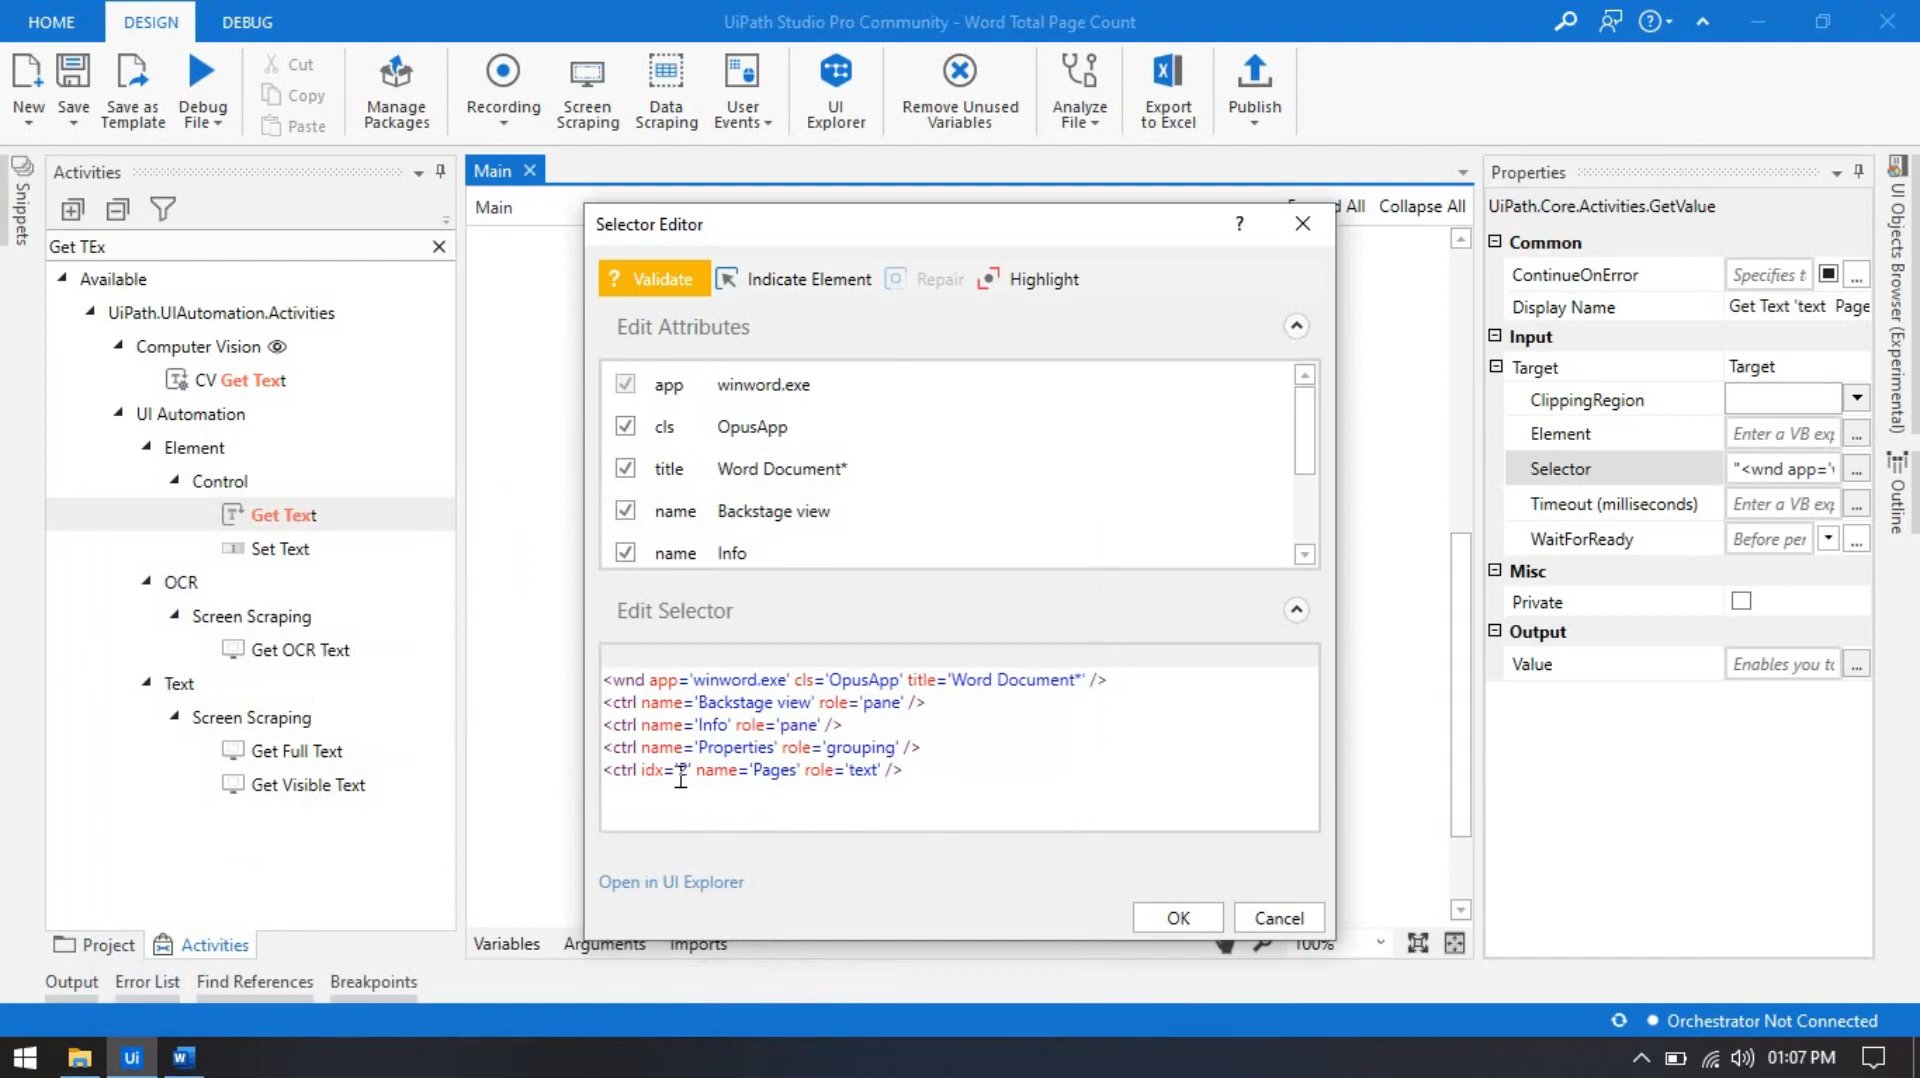 HOME DESIGN DEBUG UiPath Studio Pro Community - Word Total Page Count
New Save Save as Template Debug File Cut Copy Paste Manage Packages Recording Screen Scraping Data Scraping User Events UI Explorer Remove Unused Variables Analyze File Export to Excel Publish
Snippets
Activities
Get TEx
Available
UiPath.UIAutomation.Activities
Computer Vision
CV Get Text
UI Automation
Element
Control
Get Text
Set Text
OCR
Screen Scraping
Get OCR Text
Text
Screen Scraping
Get Full Text
Get Visible Text
Project Activities
Main
Main
d All Collapse All
Selector Editor
? Validate Indicate Element Repair Highlight
Edit Attributes
app winword.exe
cls OpusApp
title Word Document*
name Backstage view
name Info
Edit Selector
<wnd app='winword.exe' cls='OpusApp' title='Word Document*' />
<ctrl name='Backstage view' role='pane' />
<ctrl name='Info' role='pane' />
<ctrl name='Properties' role='grouping' />
<ctrl idx='2' name='Pages' role='text' />
Open in UI Explorer
OK Cancel
Variables Arguments Imports 100%
Properties
UiPath.Core.Activities.GetValue
Common
ContinueOnError Specifies t ...
Display Name Get Text 'text Page
Input
Target Target
ClippingRegion
Element Enter a VB exp ...
Selector "<wnd app='w ...
Timeout (milliseconds) Enter a VB exp ...
WaitForReady Before per ...
Misc
Private
Output
Value Enables you to ...
UI Objects Browser (Experimental)
Outline
Output Error List Find References Breakpoints
Orchestrator Not Connected
Ui W 01:07 PM